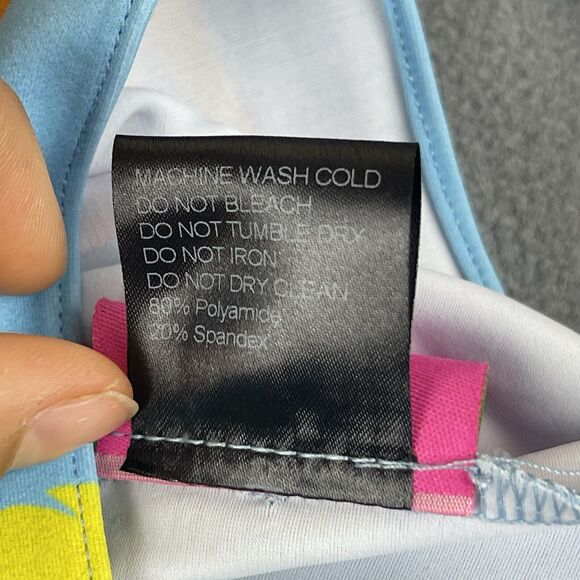 MACHINE WASH COLD
DO NOT BLEACH
DO NOT TUMBLE DRY
DO NOT IRON
DO NOT DRY CLEAN
80% Polyamide
20% Spandex